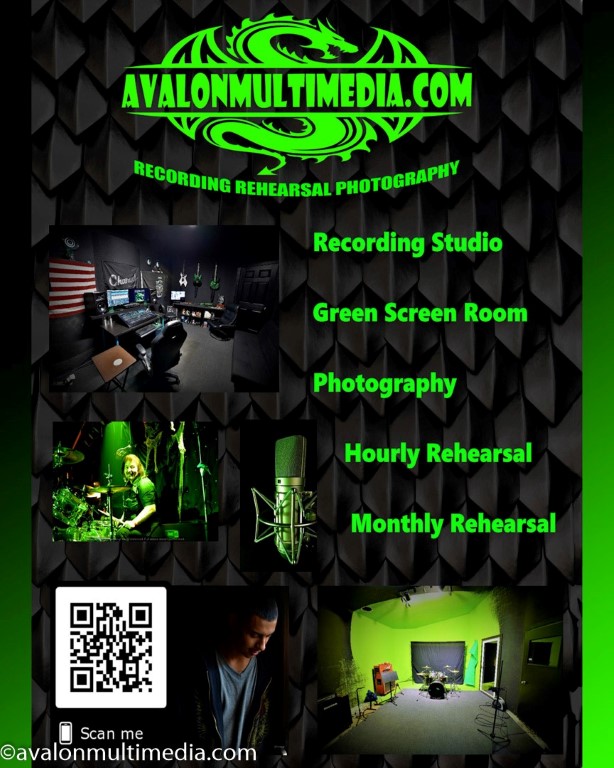 AVALONMULTIMEDIA.COM
RECORDING REHEARSAL PHOTOGRAPHY
Recording Studio
Green Screen Room
Photography
Hourly Rehearsal
Monthly Rehearsal
Scan me
©avalonmultimedia.com